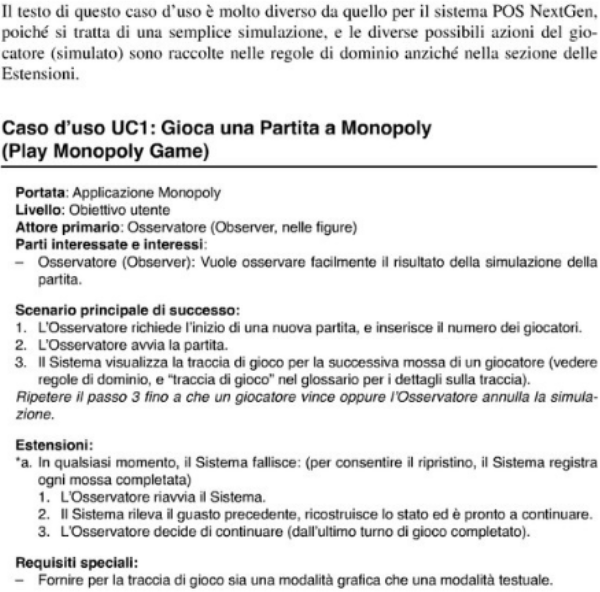 Il testo di questo caso d'uso è molto diverso da quello per il sistema POS NextGen,
poiché si tratta di una semplice simulazione, e le diverse possibili azioni del gio-
catore (simulato) sono raccolte nelle regole di dominio anziché nella sezione delle
Estensioni.
Caso d'uso UC1: Gioca una Partita a Monopoly
(Play Monopoly Game)
Portata: Applicazione Monopoly
Livello: Obiettivo utente
Attore primario: Osservatore (Observer, nelle figure)
Parti interessate e interessi:
– Osservatore (Observer): Vuole osservare facilmente il risultato della simulazione della
partita.
Scenario principale di successo:
1. L'Osservatore richiede l'inizio di una nuova partita, e inserisce il numero dei giocatori.
2. L'Osservatore avvia la partita.
3. Il Sistema visualizza la traccia di gioco per la successiva mossa di un giocatore (vedere
regole di dominio, e "traccia di gioco" nel glossario per i dettagli sulla traccia).
Ripetere il passo 3 fino a che un giocatore vince oppure l'Osservatore annulla la simula-
zione.
Estensioni:
*a. In qualsiasi momento, il Sistema fallisce: (per consentire il ripristino, il Sistema registra
ogni mossa completata)
1. L'Osservatore riavvia il Sistema.
2. Il Sistema rileva il guasto precedente, ricostruisce lo stato ed è pronto a continuare.
3. L'Osservatore decide di continuare (dall'ultimo turno di gioco completato).
Requisiti speciali:
– Fornire per la traccia di gioco sia una modalità grafica che una modalità testuale.